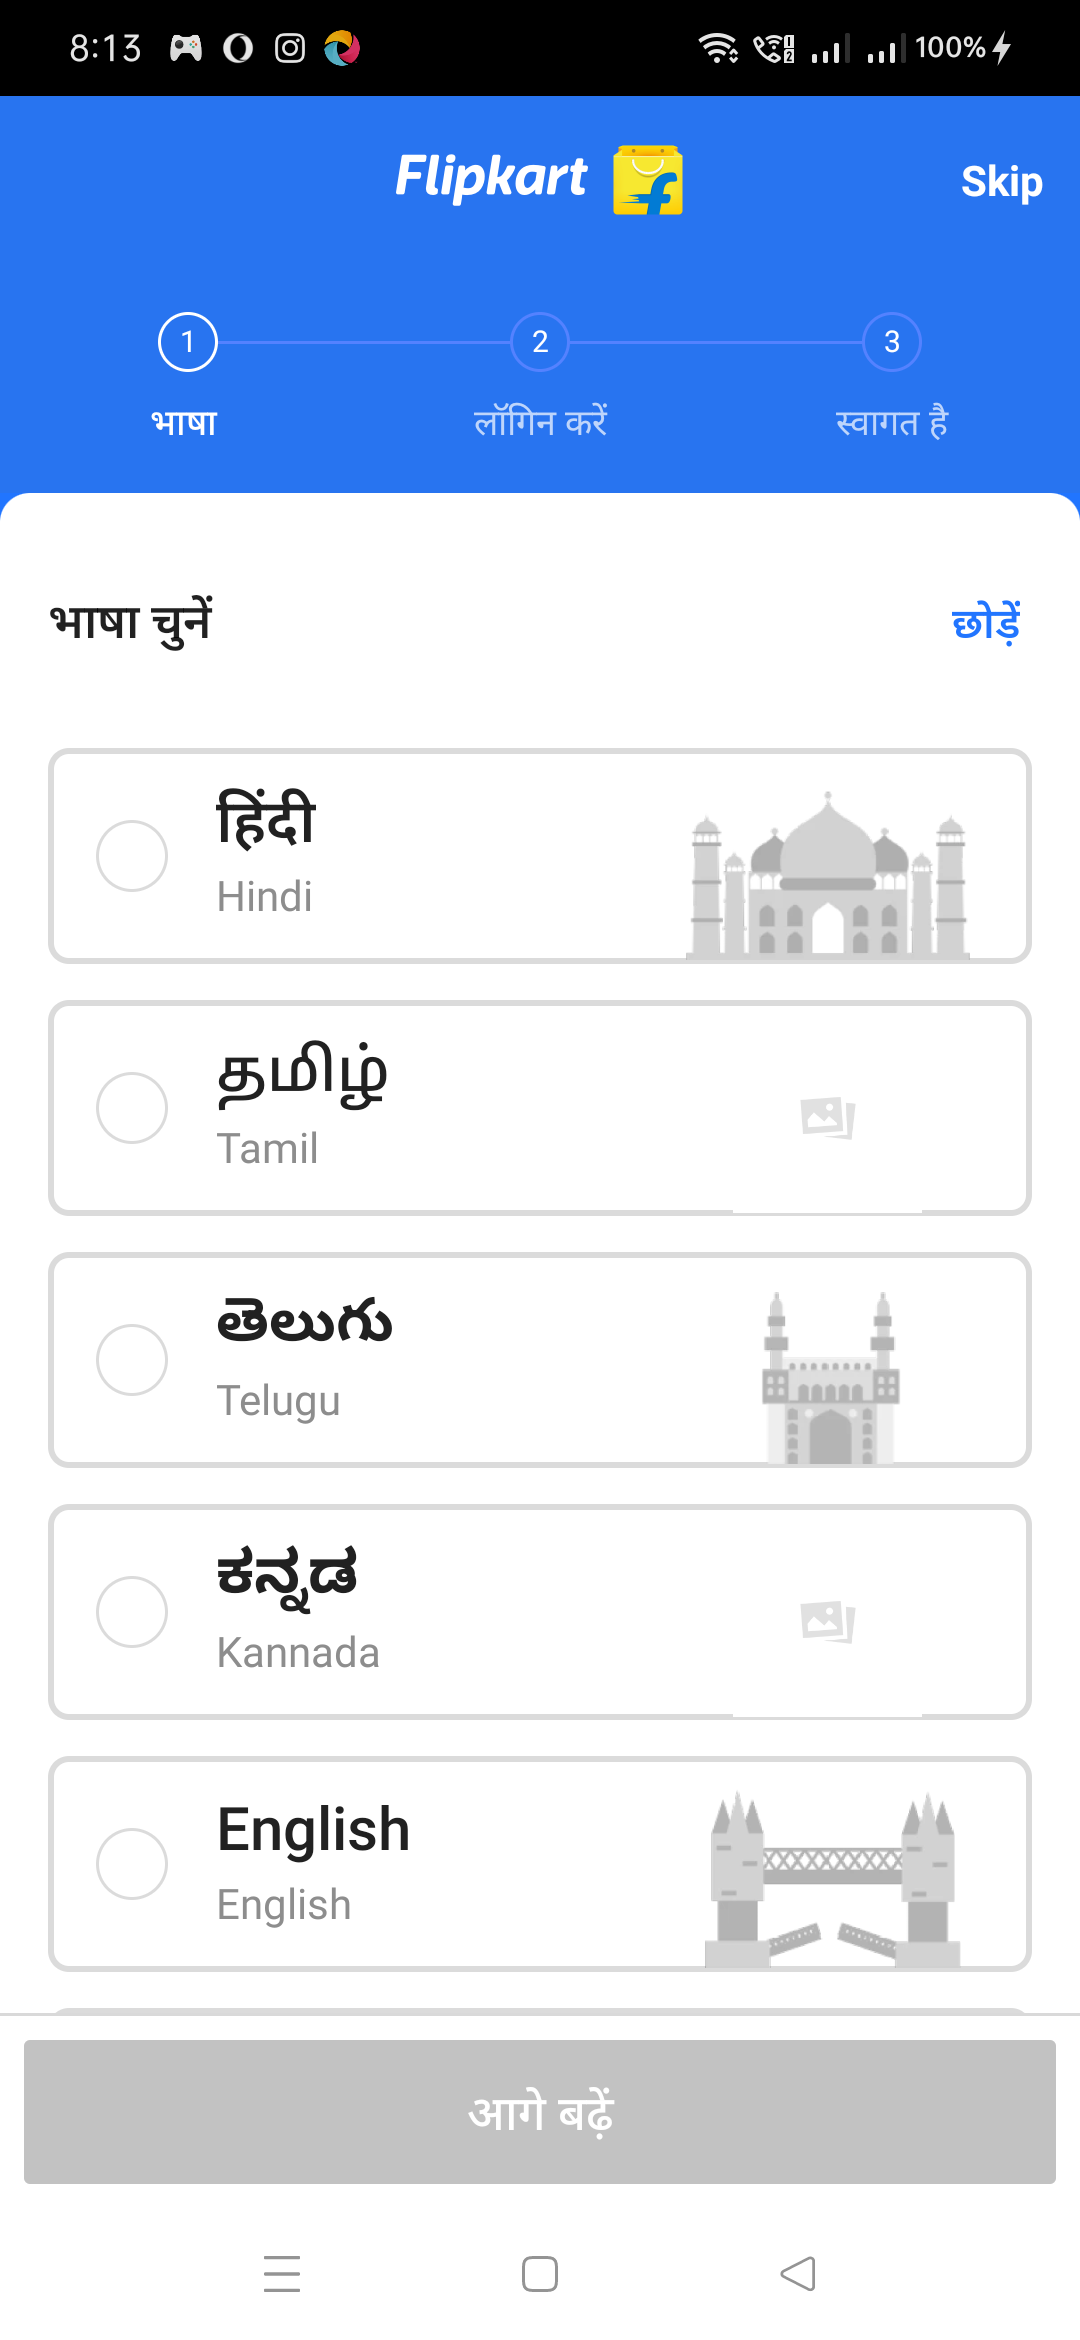 8:13
100%
Flipkart
Skip
1 2 3
भाषा लॉगिन करें स्वागत है
भाषा चुनें
छोड़ें
हिंदी
Hindi
தமிழ்
Tamil
తెలుగు
Telugu
ಕನ್ನಡ
Kannada
English
English
आगे बढ़ें